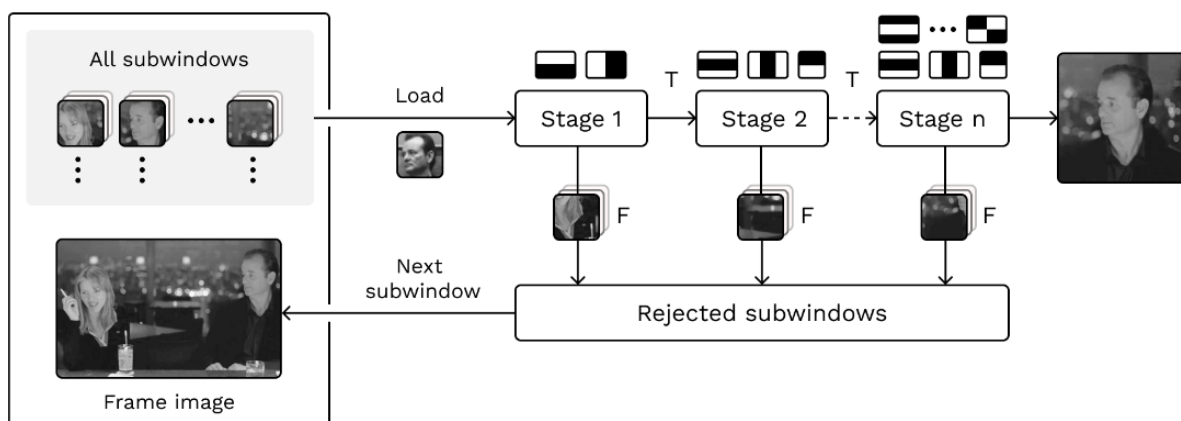 All subwindows
Load
Stage 1
T
Stage 2
T
Stage n
F
F
F
Next
subwindow
Rejected subwindows
Frame image